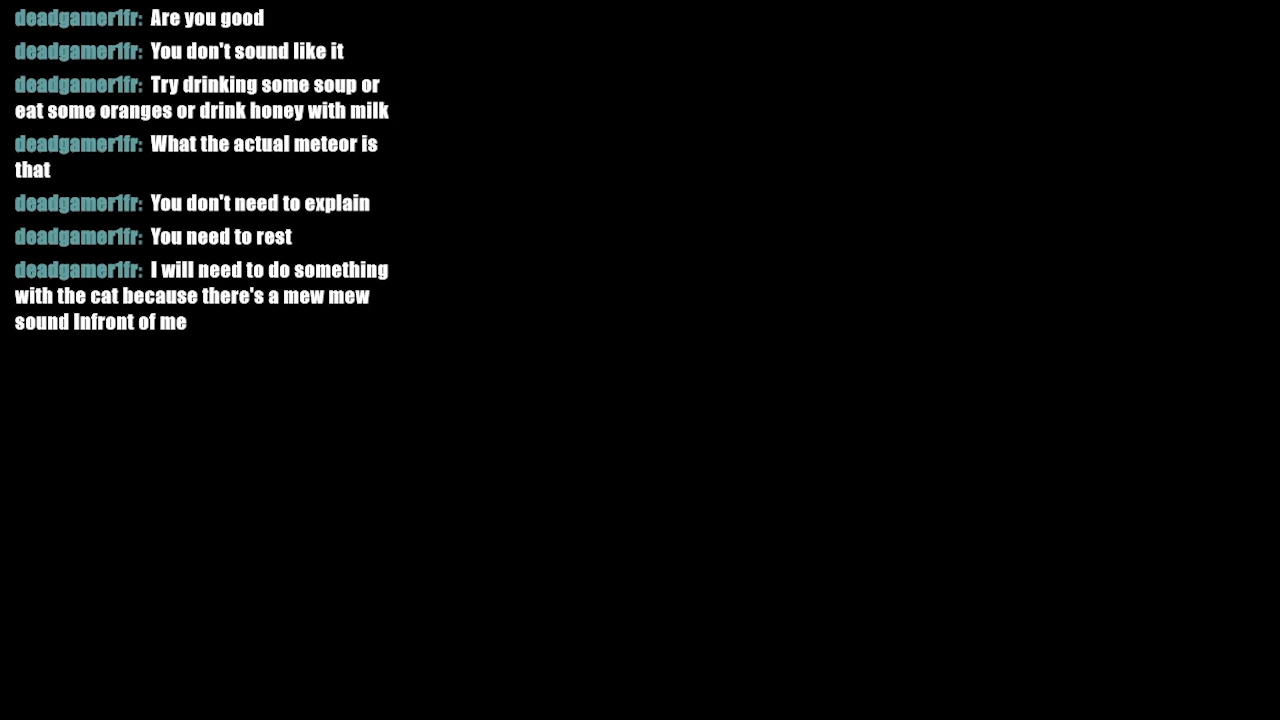 deadgamer1fr: Are you good
deadgamer1fr: You don't sound like it
deadgamer1fr: Try drinking some soup or
eat some oranges or drink honey with milk
deadgamer1fr: What the actual meteor is
that
deadgamer1fr: You don't need to explain
deadgamer1fr: You need to rest
deadgamer1fr: I will need to do something
with the cat because there's a mew mew
sound Infront of me